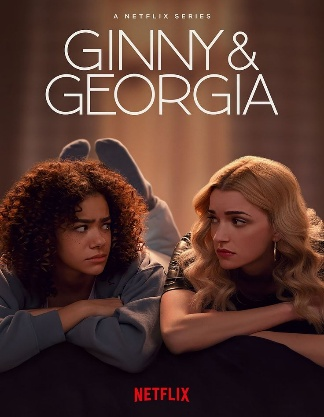 A NETFLIX SERIES
GINNY &
GEORGIA
NETFLIX